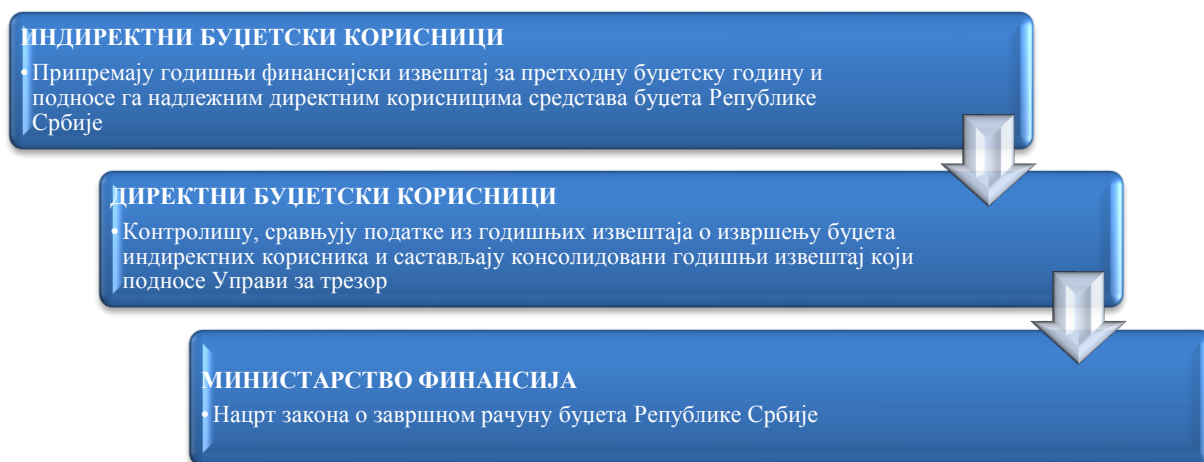 ИНДИРЕКТНИ БУЏЕТСКИ КОРИСНИЦИ
• Припремају годишњи финансијски извештај за претходну буџетску годину и
подносе га надлежним директним корисницима средстава буџета Републике
Србије
ДИРЕКТНИ БУЏЕТСКИ КОРИСНИЦИ
• Контролишу, сравњују податке из годишњих извештаја о извршењу буџета
индиректних корисника и састављају консолидовани годишњи извештај који
подносе Управи за трезор
МИНИСТАРСТВО ФИНАНСИЈА
• Нацрт закона о завршном рачуну буџета Републике Србије